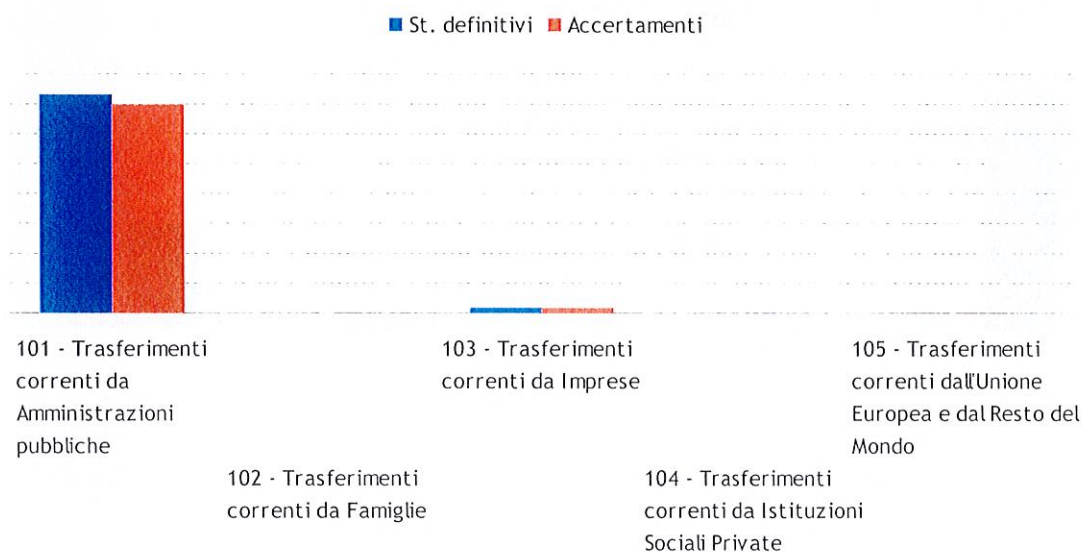 St. definitivi Accertamenti
101 - Trasferimenti
correnti da
Amministrazioni
pubbliche
102 - Trasferimenti
correnti da Famiglie
103 - Trasferimenti
correnti da Imprese
104 - Trasferimenti
correnti da Istituzioni
Sociali Private
105 - Trasferimenti
correnti dall'Unione
Europea e dal Resto del
Mondo